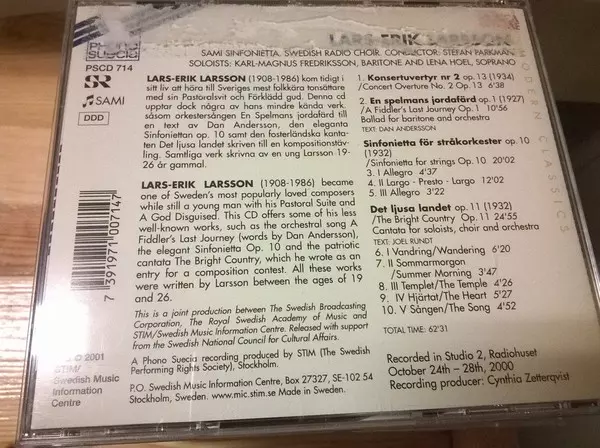 LARS-ERIK LARSSON
PHONO
SUECIA
PSCD 714
SAMI SINFONIETTA, SWEDISH RADIO CHOIR, CONDUCTOR: STEFAN PARKMAN,
SOLOISTS: KARL-MAGNUS FREDRIKSSON, BARITONE AND LENA HOEL, SOPRANO
SR
SAMI
DDD
LARS-ERIK LARSSON (1908-1986) kom tidigt i
sitt liv att höra till Sveriges mest folkkära tonsättare
med sin Pastoralsvit och Förklädd gud. Denna cd
upptar dock några av hans mindre kända verk,
såsom orkestersången En Spelmans jordafärd till
en text av Dan Andersson, den eleganta
Sinfonietta op. 10 samt den fosterländska kanta-
ten Det ljusa landet skriven till en kompositionstäv-
ling. Samtliga verk skrivna av en ung Larsson 19-
26 år gammal.
LARS-ERIK LARSSON (1908-1986) became
one of Sweden's most popularly loved composers
while still a young man with his Pastoral Suite and
A God Disguised. This CD offers some of his less
well-known works, such as the orchestral song A
Fiddler's Last Journey (words by Dan Andersson),
the elegant Sinfonietta Op. 10 and the patriotic
cantata The Bright Country, which he wrote as an
entry for a composition contest. All these works
were written by Larsson between the ages of 19
and 26.
This is a joint production between The Swedish Broadcasting
Corporation, The Royal Swedish Academy of Music and
STIM/Swedish Music Information Centre. Released with support
from the Swedish National Council for Cultural Affairs.
A Phono Suecia recording produced by STIM (The Swedish
Performing Rights Society), Stockholm.
P.O. Swedish Music Information Centre, Box 27327, SE-102 54
Stockholm, Sweden. www.mic.stim.se Made in Sweden.
7 391971 007147
© 2001
STIM/
Swedish Music
Information
Centre
1. Konsertuvertyr nr 2 op. 13 (1934)
/Concert Overture No. 2 Op. 13 6'38
2. En spelmans jordafärd op. 1 (1927)
/A Fiddler's Last Journey Op. 1 10'56
Ballad for baritone and orchestra
TEXT: DAN ANDERSSON
Sinfonietta för stråkorkester op. 10
(1932)
/Sinfonietta for strings Op. 10 20'02
3. I Allegro 4'37
4. II Largo - Presto - Largo 12'02
5. III Allegro 3'22
Det ljusa landet op. 11 (1932)
/The Bright Country Op. 11 24'55
Cantata for soloists, choir and orchestra
TEXT: JOEL RUNDT
6. I Vandring/Wandering 6'20
7. II Sommarmorgon
/Summer Morning 3'47
8. III Templet/The Temple 4'26
9. IV Hjärtat/The Heart 5'27
10. V Sången/The Song 4'52
TOTAL TIME: 62'31
Recorded in Studio 2, Radiohuset
October 24th – 28th, 2000
Recording producer: Cynthia Zetterqvist
MODERN CLASSICS